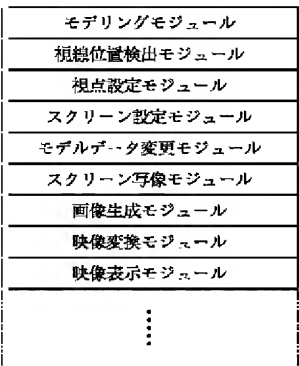 モデリングモジュール
視線位置検出モジュール
視点設定モジュール
スクリーン設定モジュール
モデルデータ変更モジュール
スクリーン写像モジュール
画像生成モジュール
映像変換モジュール
映像表示モジュール